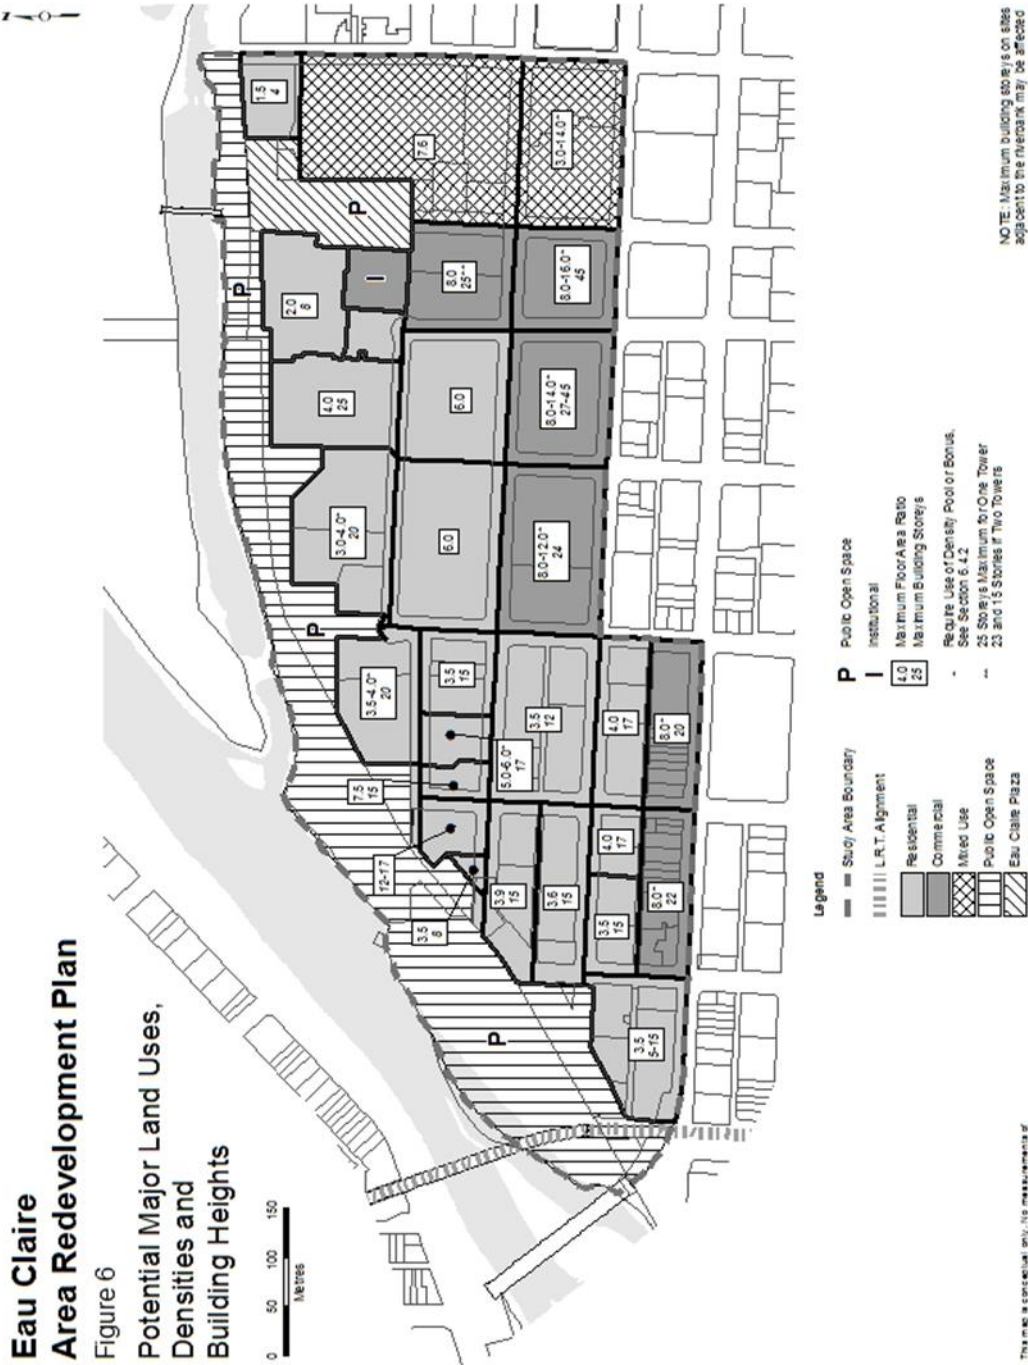 Eau Claire
Area Redevelopment Plan
Figure 6
Potential Major Land Uses,
Densities and
Building Heights
0 50 100 150
Metres
1.5
4
7.6
3.0-14.0
P
P
2.0
8
I
8.0
25
8.0-16.0
45
4.0
25
6.0
8.0-14.0
27-45
3.0-4.0
20
6.0
8.0-12.0
24
P
3.5-4.0
20
3.5
15
3.5
12
4.0
17
8.0
20
7.5
15
5.0-6.0
17
12-17
3.5
8
3.9
15
3.6
15
4.0
17
3.5
15
8.0
22
P
3.5
5-15
Legend
Study Area Boundary
L.R.T. Alignment
Residential
Commercial
Mixed Use
Public Open Space
Eau Claire Plaza
P Public Open Space
I Institutional
4.0 Maximum Floor Area Ratio
25 Maximum Building Storeys
- Require Use of Density Pool or Bonus.
See Section 6.4.2
-- 25 Storeys Maximum for One Tower
23 and 15 Stories if Two Towers
NOTE: Maximum building storeys on sites
adjacent to the riverbank may be affected
This map is conceptual only. No measurements of